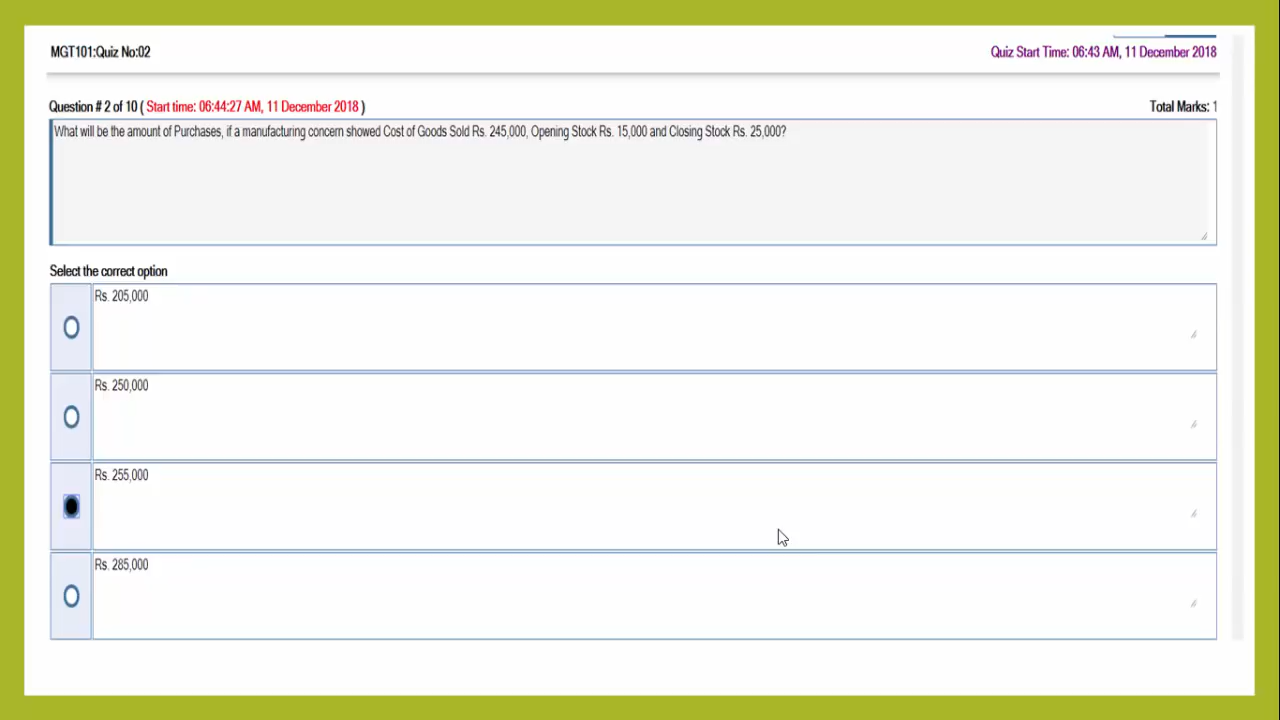 MGT101:Quiz No:02
Quiz Start Time: 06:43 AM, 11 December 2018
Question # 2 of 10 ( Start time: 06:44:27 AM, 11 December 2018 )
Total Marks: 1
What will be the amount of Purchases, if a manufacturing concern showed Cost of Goods Sold Rs. 245,000, Opening Stock Rs. 15,000 and Closing Stock Rs. 25,000?
Select the correct option
Rs. 205,000
Rs. 250,000
Rs. 255,000
Rs. 285,000